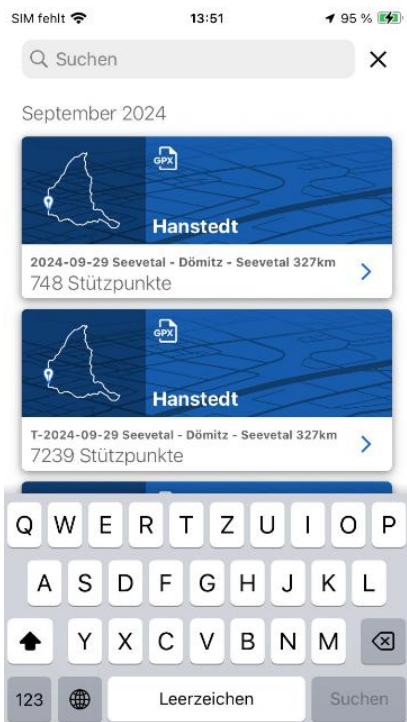 SIM fehlt 13:51 95 %
Suchen
September 2024
GPX
Hanstedt
2024-09-29 Seevetal - Dömitz - Seevetal 327km
748 Stützpunkte
GPX
Hanstedt
T-2024-09-29 Seevetal - Dömitz - Seevetal 327km
7239 Stützpunkte
Q W E R T Z U I O P
A S D F G H J K L
Y X C V B N M
123 Leerzeichen Suchen